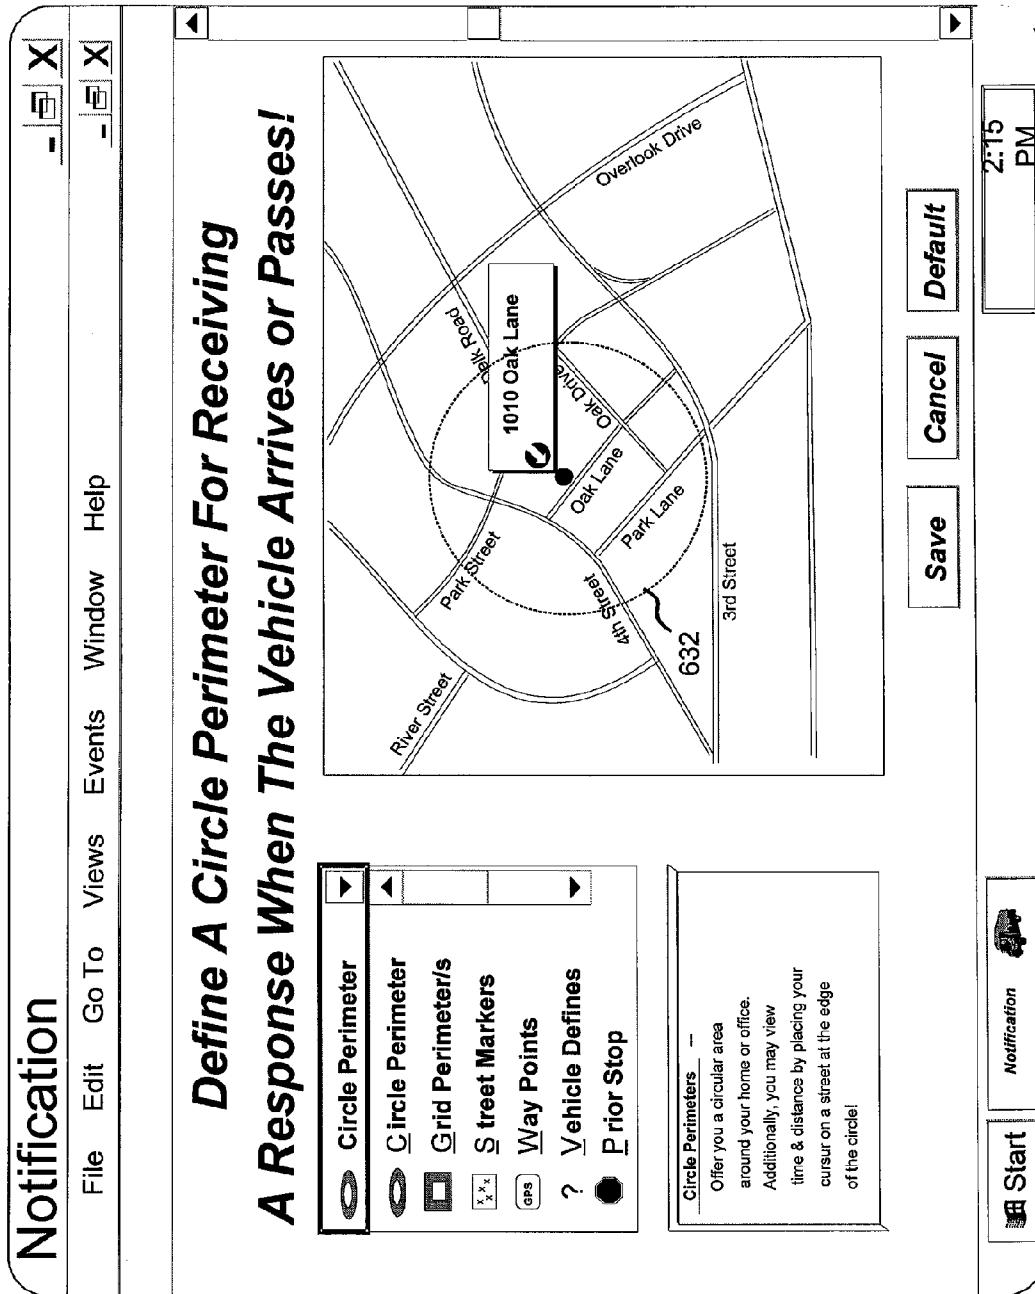 Notification
File Edit Go To Views Events Window Help
Define A Circle Perimeter For Receiving
A Response When The Vehicle Arrives or Passes!
Circle Perimeter
Circle Perimeter
Grid Perimeter/s
Street Markers
GPS Way Points
? Vehicle Defines
Prior Stop
Circle Perimeters ---
Offer you a circular area
around your home or office.
Additionally, you may view
time & distance by placing your
cursur on a street at the edge
of the circle!
River Street
Park Street
4th Street
632
3rd Street
Park Lane
Oak Lane
Oak Drive
1010 Oak Lane
Road
Overlook Drive
Save Cancel Default
Start
Notification
2:15
PM